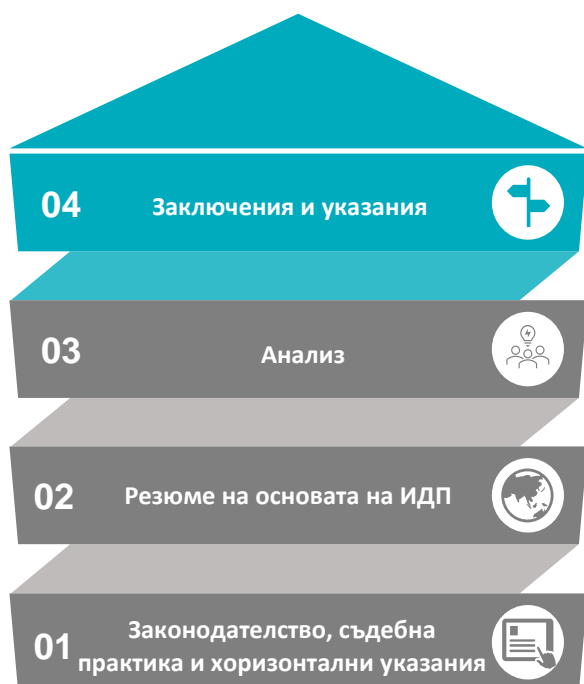 04 Заключения и указания
03 Анализ
02 Резюме на основата на ИДП
01 Законодателство, съдебна
практика и хоризонтални указания